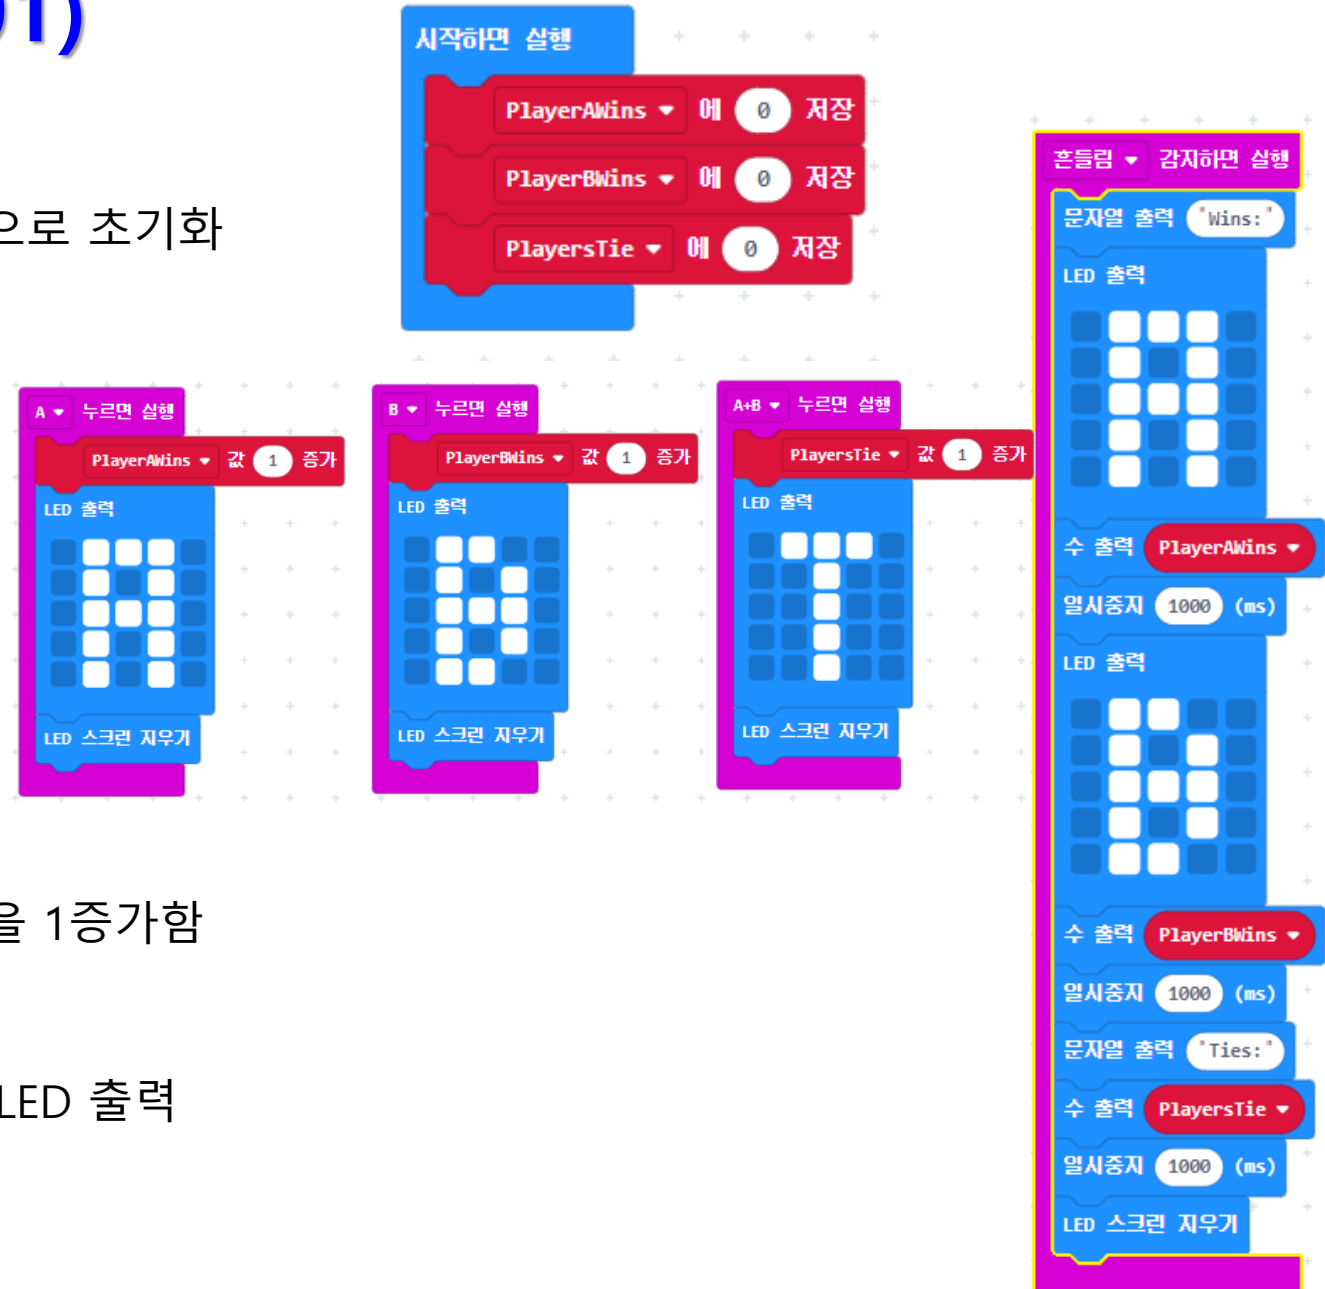 01)
시작하면 실행
PlayerAWins 에 0 저장
PlayerBWins 에 0 저장
PlayersTie 에 0 저장
으로 초기화
A 누르면 실행
PlayerAWins 값 1 증가
LED 출력
LED 스크린 지우기
B 누르면 실행
PlayerBWins 값 1 증가
LED 출력
LED 스크린 지우기
A+B 누르면 실행
PlayersTie 값 1 증가
LED 출력
LED 스크린 지우기
흔들림 감지하면 실행
문자열 출력 "Wins:"
LED 출력
수 출력 PlayerAWins
일시중지 1000 (ms)
LED 출력
수 출력 PlayerBWins
일시중지 1000 (ms)
문자열 출력 "Ties:"
수 출력 PlayersTie
일시중지 1000 (ms)
LED 스크린 지우기
을 1증가함
LED 출력